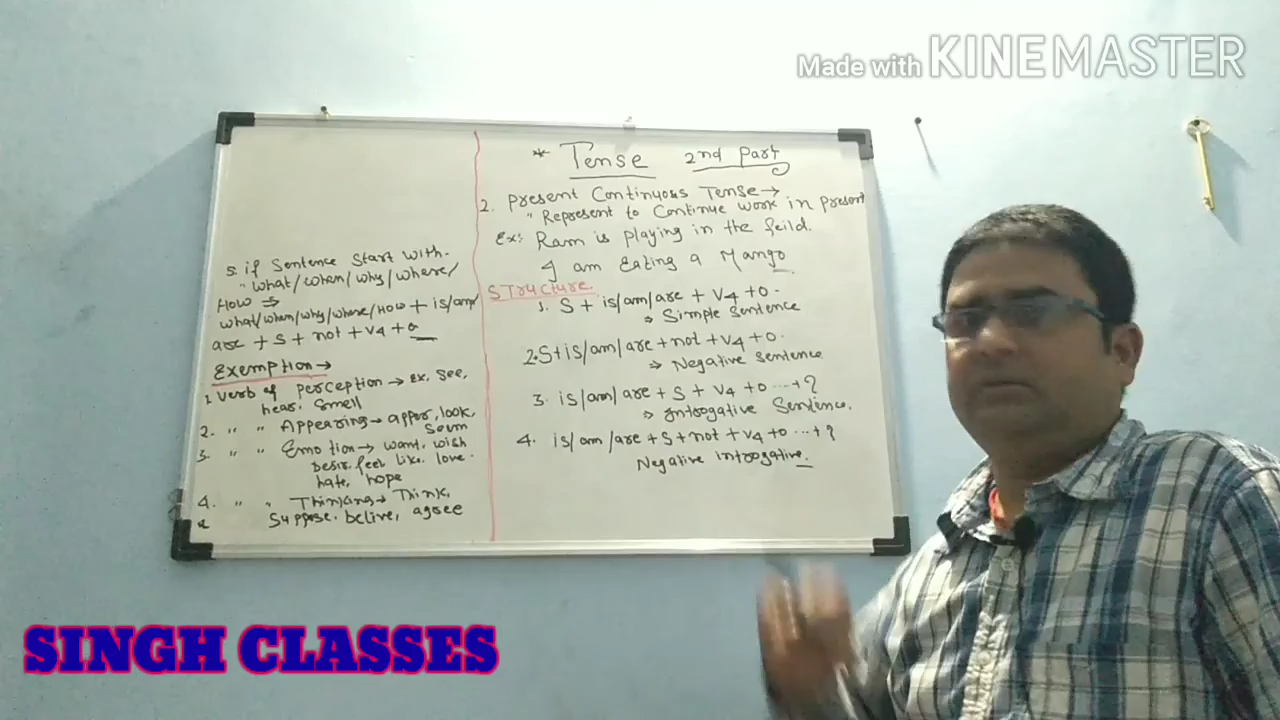 Made with KINEMASTER
* Tense 2nd Part
2. Present Continuous Tense →
" Represent to Continue work in present
Ex:- Ram is playing in the feild.
I am Eating a Mango
STructure
1. S + is/am/are + V4 + O.
⇒ Simple Sentence
2. S+is/am/are +not +V4 +O.
⇒ Negative Sentence
3. is/am/are + S + V4 +O ...+ ?
⇒ Introgative Sentence.
4. is/am/are + S + not + V4 +O ...+ ?
Negative introgative
5. if Sentence Start with.
" what/when/why/where/
How ⇒
what/when/why/where/How + is/am/
are + S + not + V4 + O
Exemption →
1. Verb of Perception → Ex. See,
hear, Smell
2. " " Appearing → apper, look,
Seum
3. " " Emotion → want, wish
desir, feel, like, love.
hate, hope
4. " " Thinking → Think,
Suppose, belive, agree
SINGH CLASSES